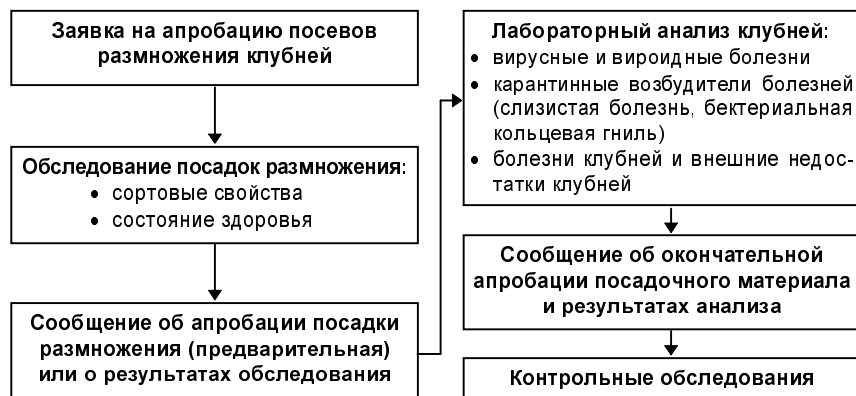 Заявка на апробацию посевов
размножения клубней
Обследование посадок размножения:
• сортовые свойства
• состояние здоровья
Сообщение об апробации посадки
размножения (предварительная)
или о результатах обследования
Лабораторный анализ клубней:
• вирусные и вироидные болезни
• карантинные возбудители болезней
(слизистая болезнь, бектериальная
кольцевая гниль)
• болезни клубней и внешние недос-
татки клубней
Сообщение об окончательной
апробации посадочного материала
и результатах анализа
Контрольные обследования